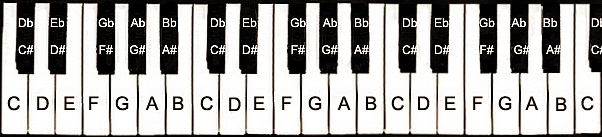 Db Eb Gb Ab Bb Db Eb Gb Ab Bb Db Eb Gb Ab Bb Db
C# D# F# G# A# C# D# F# G# A# C# D# F# G# A# C#
C D E F G A B C D E F G A B C D E F G A B C